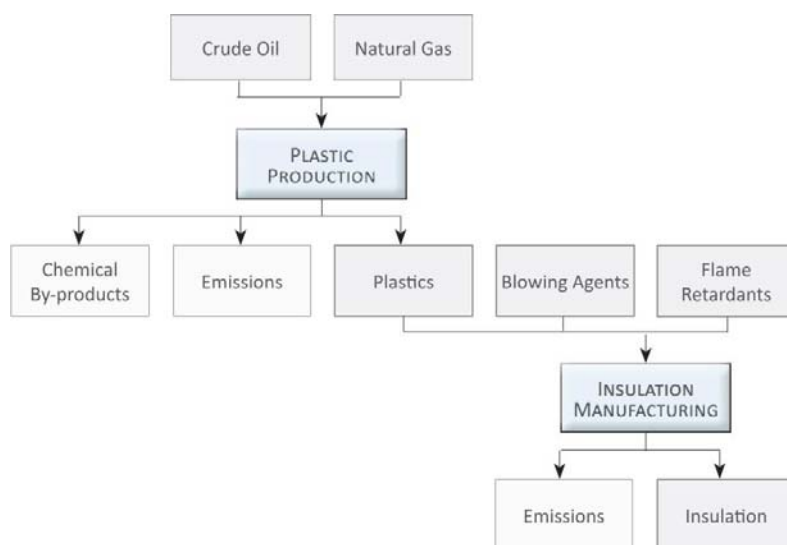 Crude Oil
Natural Gas
PLASTIC
PRODUCTION
Chemical
By-products
Emissions
Plastics
Blowing Agents
Flame
Retardants
INSULATION
MANUFACTURING
Emissions
Insulation